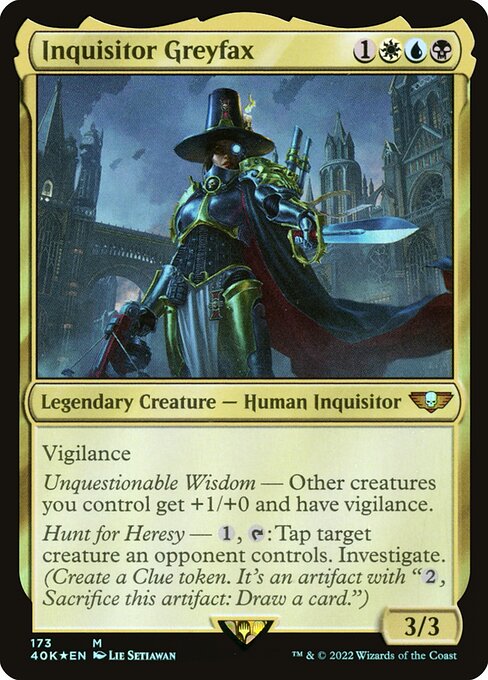 Inquisitor Greyfax 1
Legendary Creature — Human Inquisitor
Vigilance
Unquestionable Wisdom — Other creatures
you control get +1/+0 and have vigilance.
Hunt for Heresy — 1, : Tap target
creature an opponent controls. Investigate.
(Create a Clue token. It's an artifact with “2,
Sacrifice this artifact: Draw a card.”)
3/3
173 M
40K★EN Lie Setiawan
™ & © 2022 Wizards of the Coast